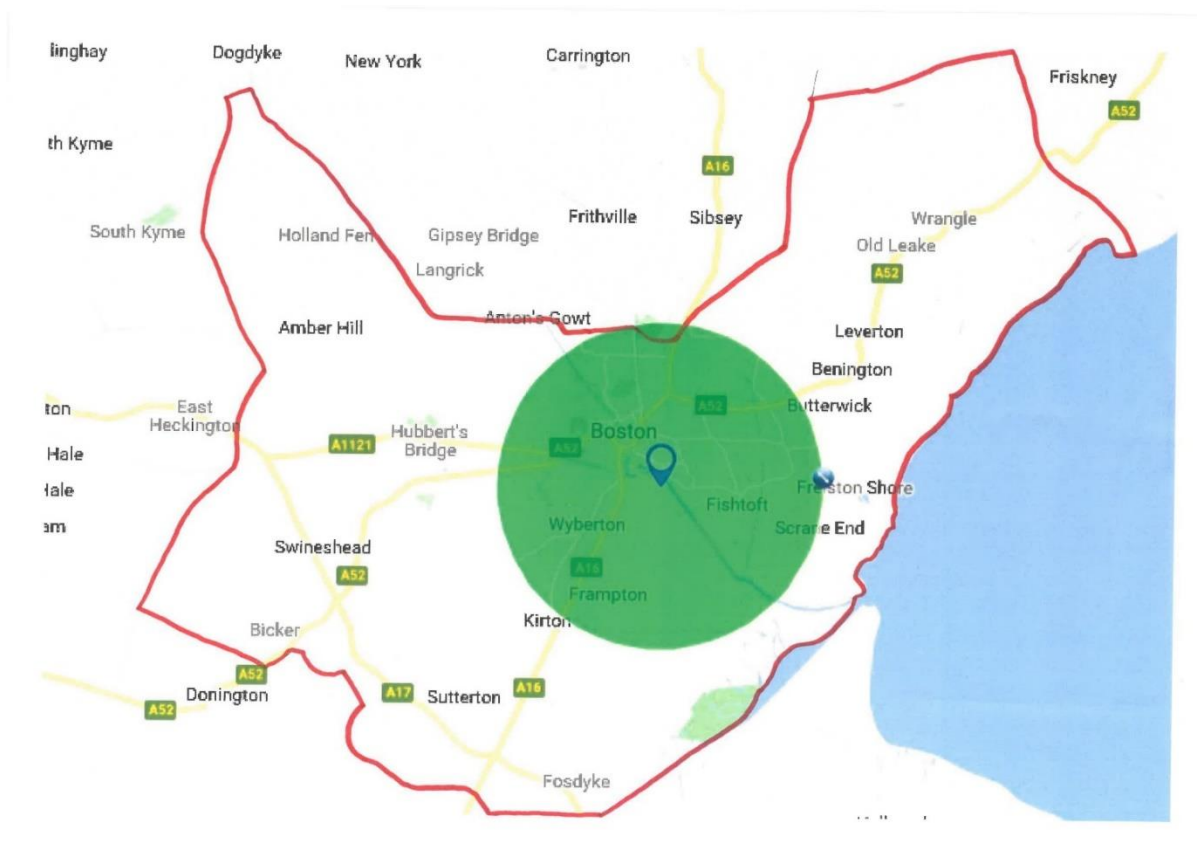 linghay
Dogdyke
New York
Carrington
Friskney
A52
th Kyme
A16
South Kyme
Holland Fen
Gipsey Bridge
Frithville
Sibsey
Wrangle
Old Leake
Langrick
A52
Amber Hill
Anton's Gowt
Leverton
Benington
ton
East
Heckington
A52
Butterwick
A1121
Hubbert's
Bridge
A52
Boston
Hale
Hale
Freiston Shore
Fishtoft
am
Wyberton
Scrane End
Swineshead
A52
A16
Frampton
Kirton
Bicker
A52
Donington
A52
A17
Sutterton
A16
Fosdyke